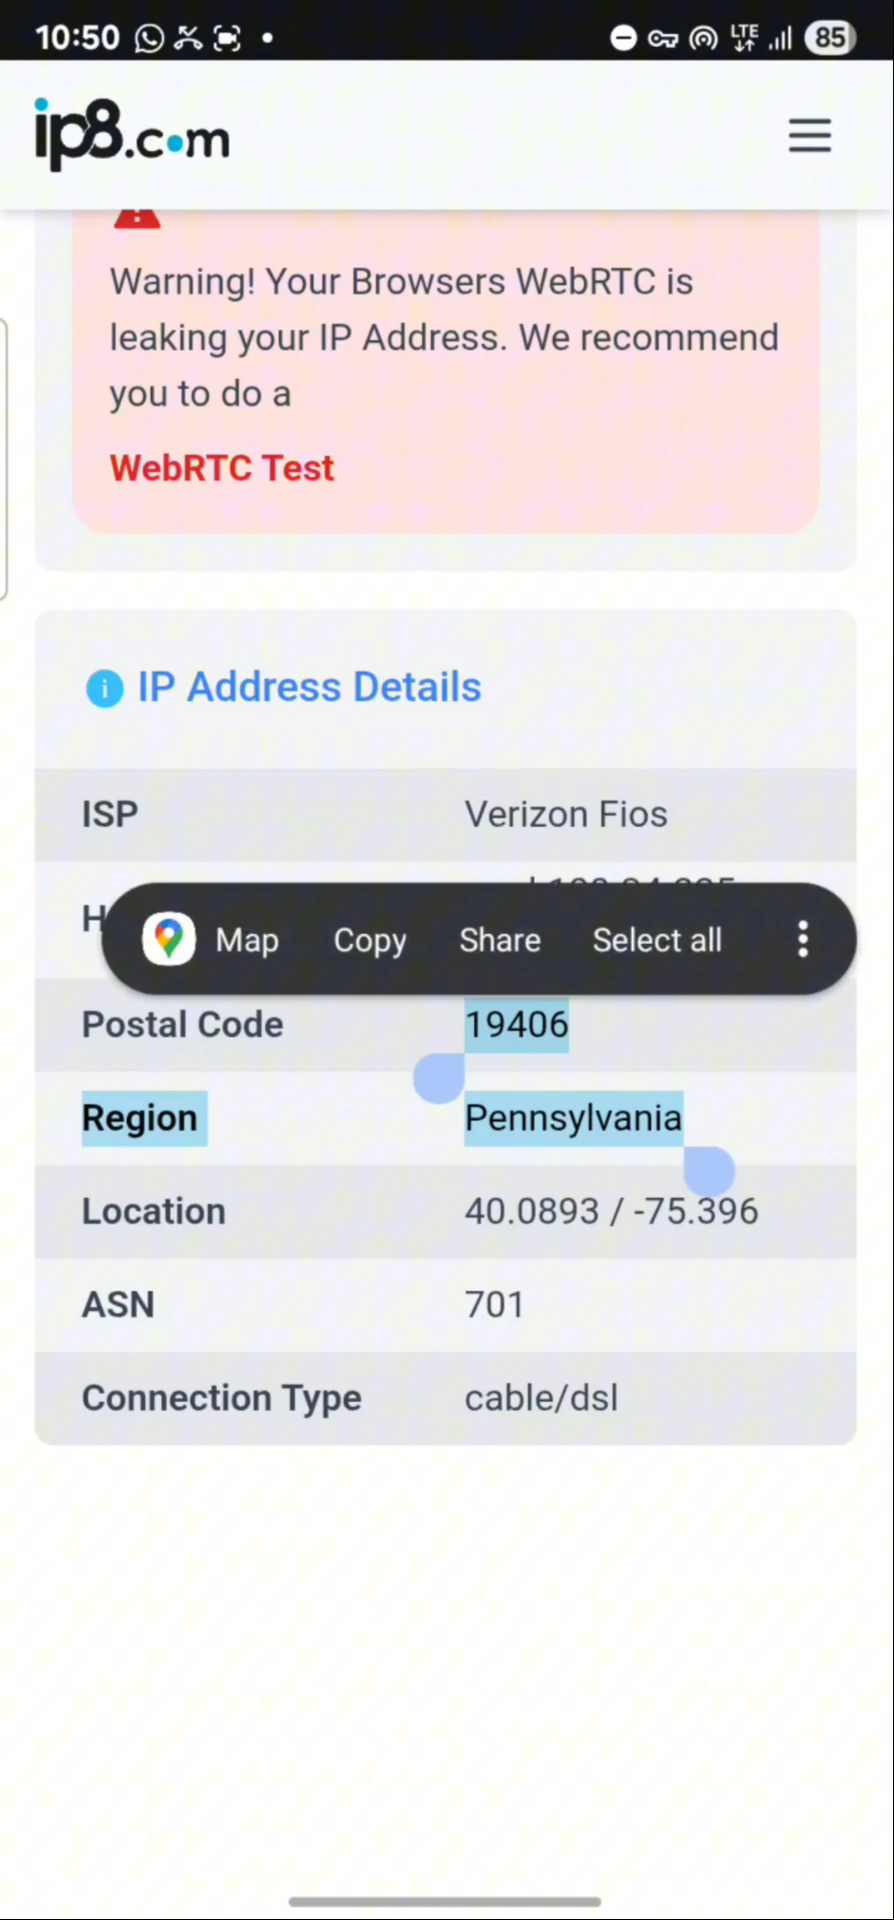 10:50 LTE 85
ip8.com
Warning! Your Browsers WebRTC is
leaking your IP Address. We recommend
you to do a
WebRTC Test
IP Address Details
ISP Verizon Fios
Map Copy Share Select all
Postal Code 19406
Region Pennsylvania
Location 40.0893 / -75.396
ASN 701
Connection Type cable/dsl